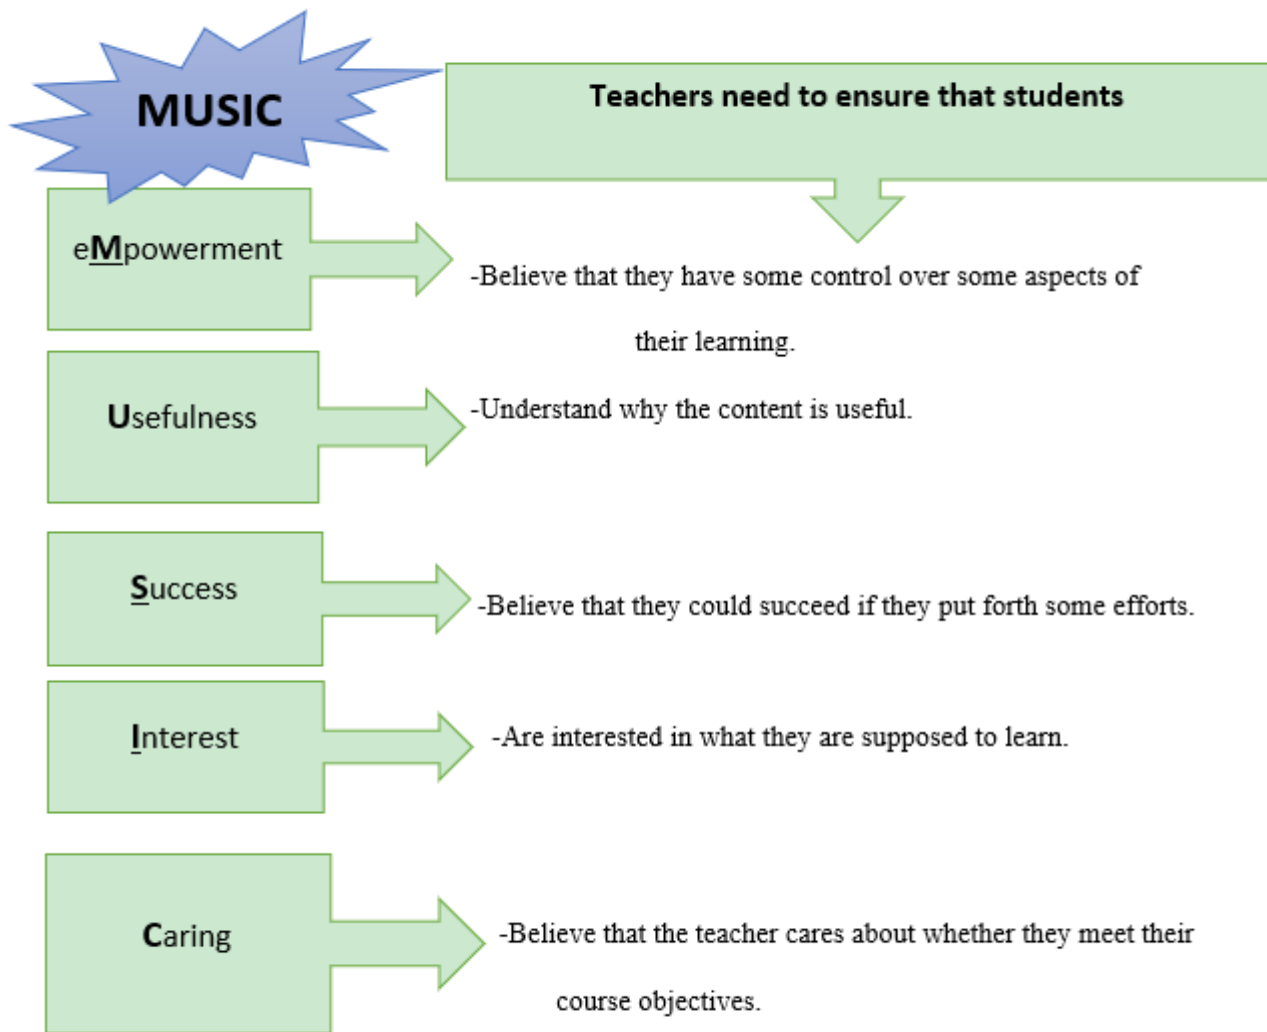 MUSIC
Teachers need to ensure that students
eMpowerment
-Believe that they have some control over some aspects of
their learning.
Usefulness
-Understand why the content is useful.
Success
-Believe that they could succeed if they put forth some efforts.
Interest
-Are interested in what they are supposed to learn.
Caring
-Believe that the teacher cares about whether they meet their
course objectives.